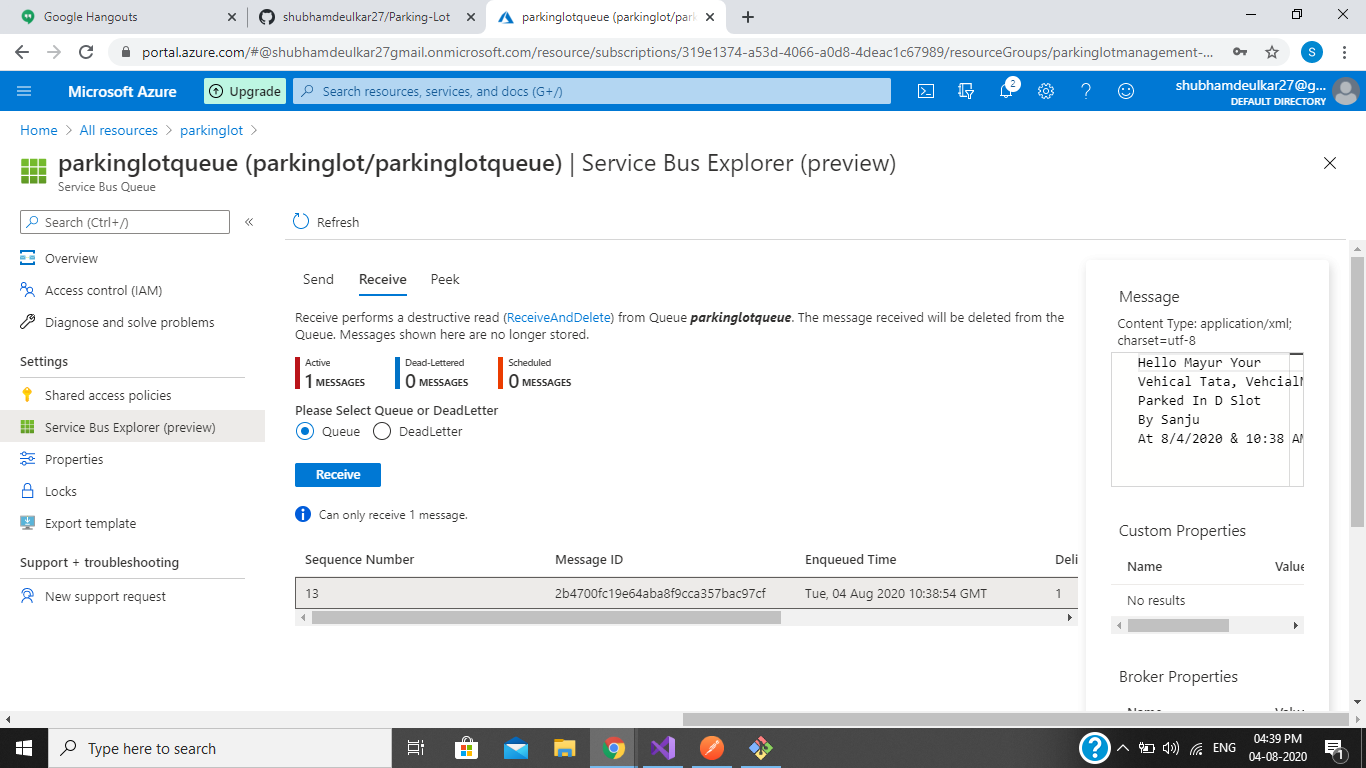 Google Hangouts
shubhamdeulkar27/Parking-Lot
parkinglotqueue (parkinglot/park
portal.azure.com/#@shubhamdeulkar27gmail.onmicrosoft.com/resource/subscriptions/319e1374-a53d-4066-a0d8-4deac1c67989/resourceGroups/parkinglotmanagement-...
S
Microsoft Azure
Upgrade
Search resources, services, and docs (G+/)
2
shubhamdeulkar27@g...
DEFAULT DIRECTORY
Home > All resources > parkinglot >
parkinglotqueue (parkinglot/parkinglotqueue) | Service Bus Explorer (preview)
Service Bus Queue
Search (Ctrl+/)
«
Overview
Access control (IAM)
Diagnose and solve problems
Settings
Shared access policies
Service Bus Explorer (preview)
Properties
Locks
Export template
Support + troubleshooting
New support request
Refresh
Send Receive Peek
Receive performs a destructive read (ReceiveAndDelete) from Queue parkinglotqueue. The message received will be deleted from the
Queue. Messages shown here are no longer stored.
Active
1 MESSAGES
Dead-Lettered
0 MESSAGES
Scheduled
0 MESSAGES
Please Select Queue or DeadLetter
Queue DeadLetter
Receive
Can only receive 1 message.
Sequence Number Message ID Enqueued Time Deli
13 2b4700fc19e64aba8f9cca357bac97cf Tue, 04 Aug 2020 10:38:54 GMT 1
Message
Content Type: application/xml;
charset=utf-8
Hello Mayur Your
Vehical Tata, VehcialN
Parked In D Slot
By Sanju
At 8/4/2020 & 10:38 AM
Custom Properties
Name Value
No results
Broker Properties
Name Value
Type here to search
?
ENG
04:39 PM
04-08-2020
1